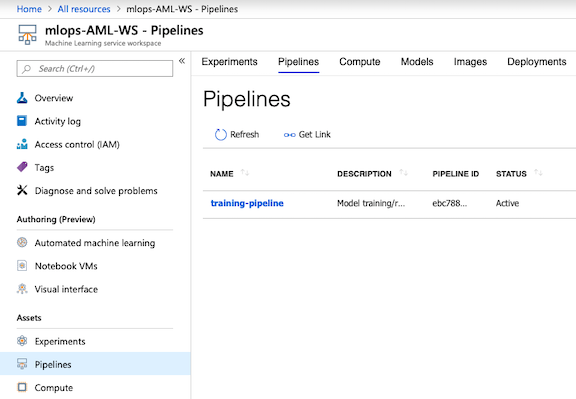 Home > All resources > mlops-AML-WS - Pipelines
mlops-AML-WS - Pipelines
Machine Learning service workspace
Search (Ctrl+/)
«
Overview
Activity log
Access control (IAM)
Tags
Diagnose and solve problems
Authoring (Preview)
Automated machine learning
Notebook VMs
Visual interface
Assets
Experiments
Pipelines
Compute
Experiments Pipelines Compute Models Images Deployments
Pipelines
Refresh Get Link
NAME DESCRIPTION PIPELINE ID STATUS
training-pipeline Model training/r... ebc788... Active